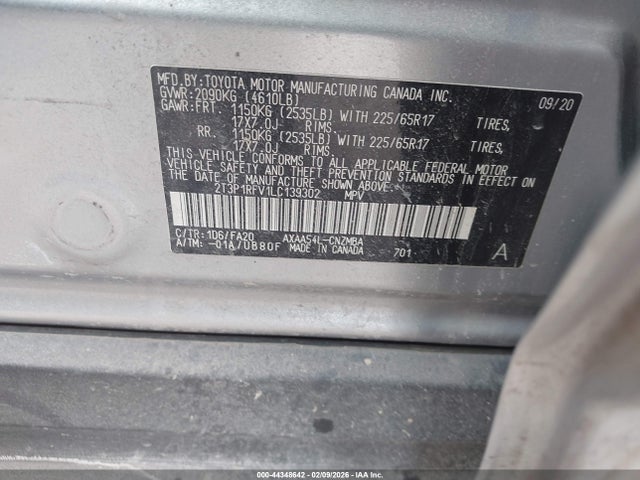 MFD.BY:TOYOTA MOTOR MANUFACTURING CANADA INC. 09/20
GVWR:2090KG (4610LB)
GAWR:FRT. 1150KG (2535LB) WITH 225/65R17 TIRES,
17X7.0J RIMS.
RR. 1150KG (2535LB) WITH 225/65R17 TIRES,
17X7.0J RIMS.
THIS VEHICLE CONFORMS TO ALL APPLICABLE FEDERAL MOTOR
VEHICLE SAFETY AND THEFT PREVENTION STANDARDS IN EFFECT ON
THE DATE OF MANUFACTURE SHOWN ABOVE.
2T3P1RFV1LC139302 MPV
C/TR:1D6/FA20 AXAA54L-CNZMBA
A/TM:-01A/UB80F MADE IN CANADA 701 A
000-44348642 - 02/09/2026 - IAA Inc.